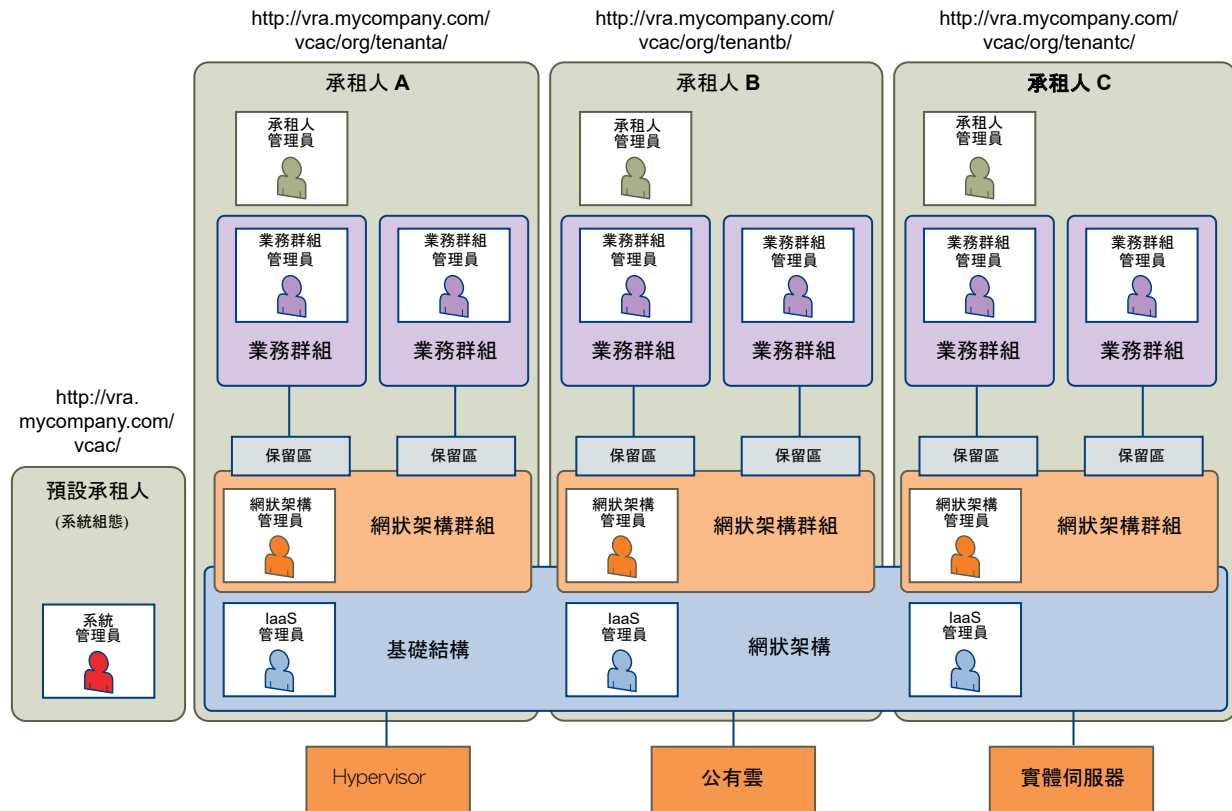 http://vra.mycompany.com/
vcac/org/tenanta/
http://vra.mycompany.com/
vcac/org/tenantb/
http://vra.mycompany.com/
vcac/org/tenantc/
承租人 A
承租人 B
承租人 C
承租人
管理員
承租人
管理員
承租人
管理員
業務群組
管理員
業務群組
管理員
業務群組
管理員
業務群組
管理員
業務群組
管理員
業務群組
管理員
業務群組
業務群組
業務群組
業務群組
業務群組
業務群組
http://vra.
mycompany.com/
vcac/
保留區
保留區
保留區
保留區
保留區
保留區
預設承租人
(系統組態)
網狀架構
管理員
網狀架構群組
網狀架構
管理員
網狀架構群組
網狀架構
管理員
網狀架構群組
系統
管理員
IaaS
管理員
基礎結構
IaaS
管理員
網狀架構
IaaS
管理員
Hypervisor
公有雲
實體伺服器